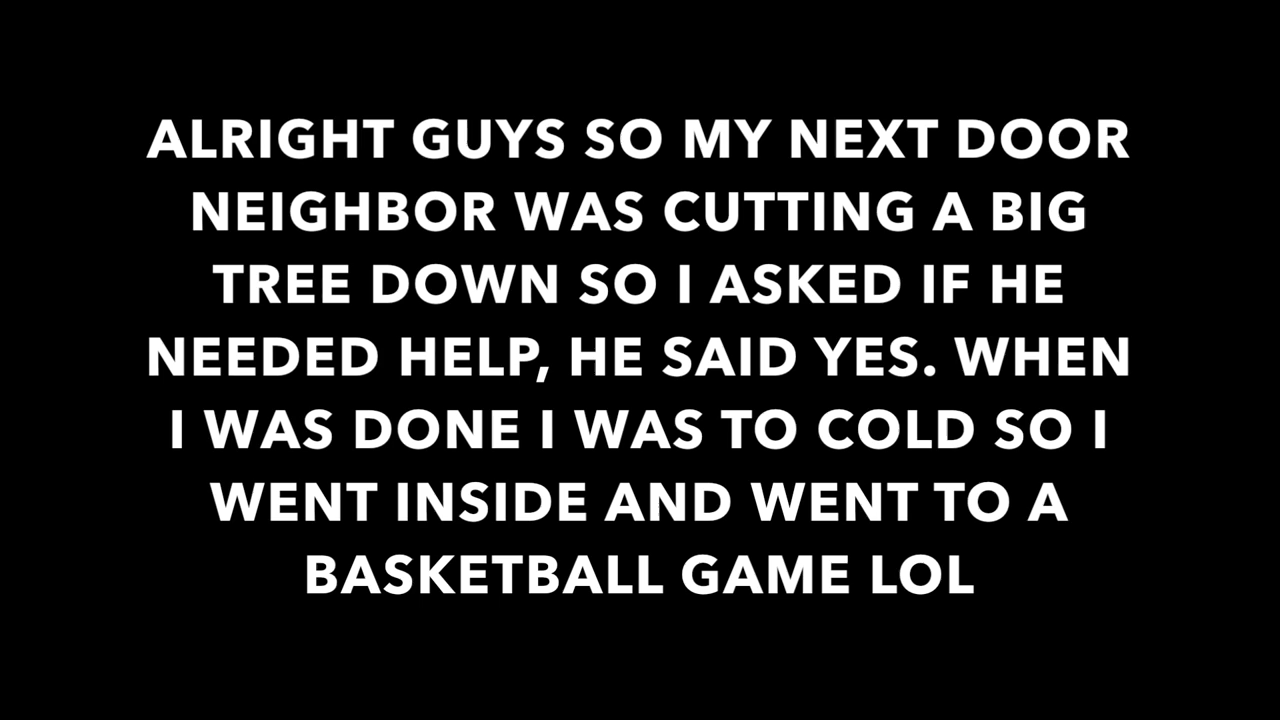 ALRIGHT GUYS SO MY NEXT DOOR
NEIGHBOR WAS CUTTING A BIG
TREE DOWN SO I ASKED IF HE
NEEDED HELP, HE SAID YES. WHEN
I WAS DONE I WAS TO COLD SO I
WENT INSIDE AND WENT TO A
BASKETBALL GAME LOL